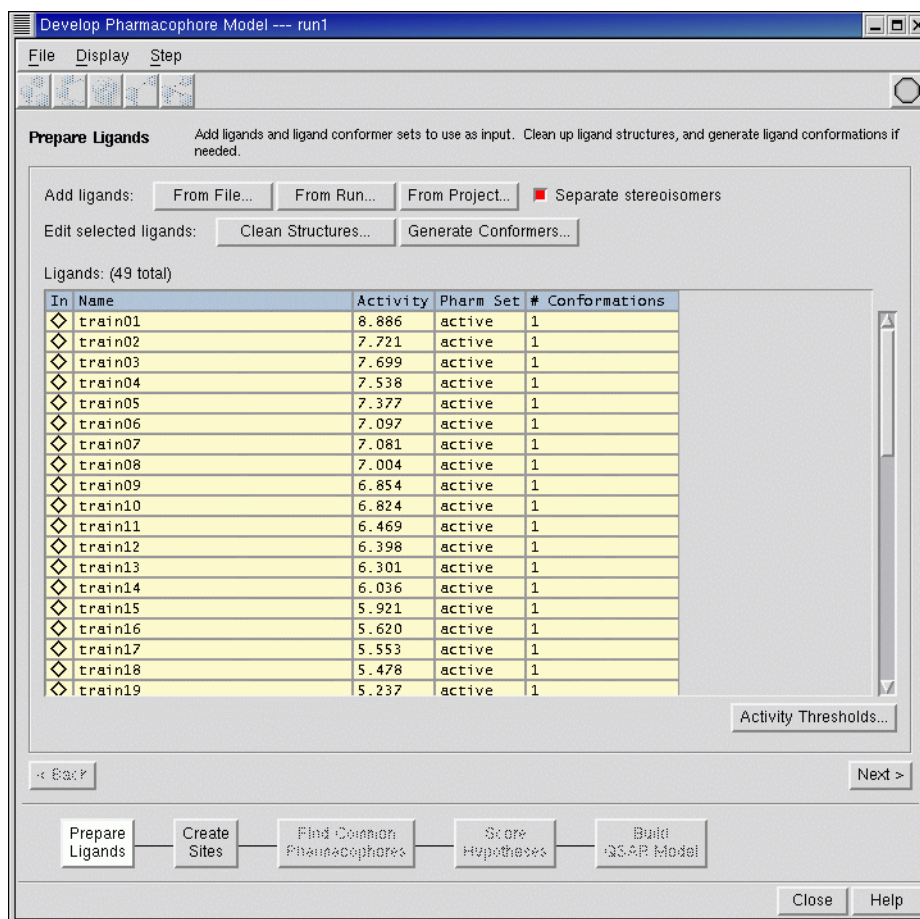 Develop Pharmacophore Model --- run1
File Display Step
Prepare Ligands
Add ligands and ligand conformer sets to use as input. Clean up ligand structures, and generate ligand conformations if
needed.
Add ligands: From File... From Run... From Project... Separate stereoisomers
Edit selected ligands: Clean Structures... Generate Conformers...
Ligands: (49 total)
In Name Activity Pharm Set # Conformations
train01 8.886 active 1
train02 7.721 active 1
train03 7.699 active 1
train04 7.538 active 1
train05 7.377 active 1
train06 7.097 active 1
train07 7.081 active 1
train08 7.004 active 1
train09 6.854 active 1
train10 6.824 active 1
train11 6.469 active 1
train12 6.398 active 1
train13 6.301 active 1
train14 6.036 active 1
train15 5.921 active 1
train16 5.620 active 1
train17 5.553 active 1
train18 5.478 active 1
train19 5.237 active 1
Activity Thresholds...
< Back Next >
Prepare
Ligands
Create
Sites
Find Common
Pharmacophores
Score
Hypotheses
Build
QSAR Model
Close Help